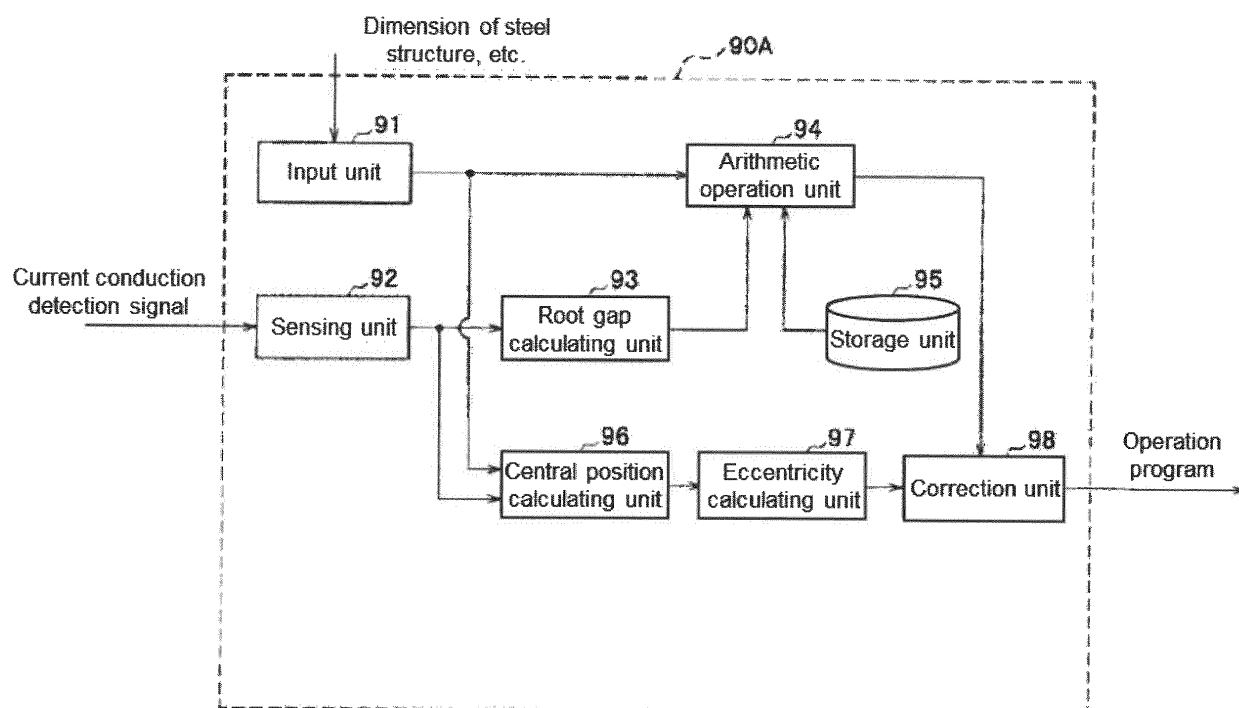 Dimension of steel
structure, etc.
90A
91
Input unit
94
Arithmetic
operation unit
Current conduction
detection signal
92
Sensing unit
93
Root gap
calculating unit
95
Storage unit
96
Central position
calculating unit
97
Eccentricity
calculating unit
98
Correction unit
Operation
program